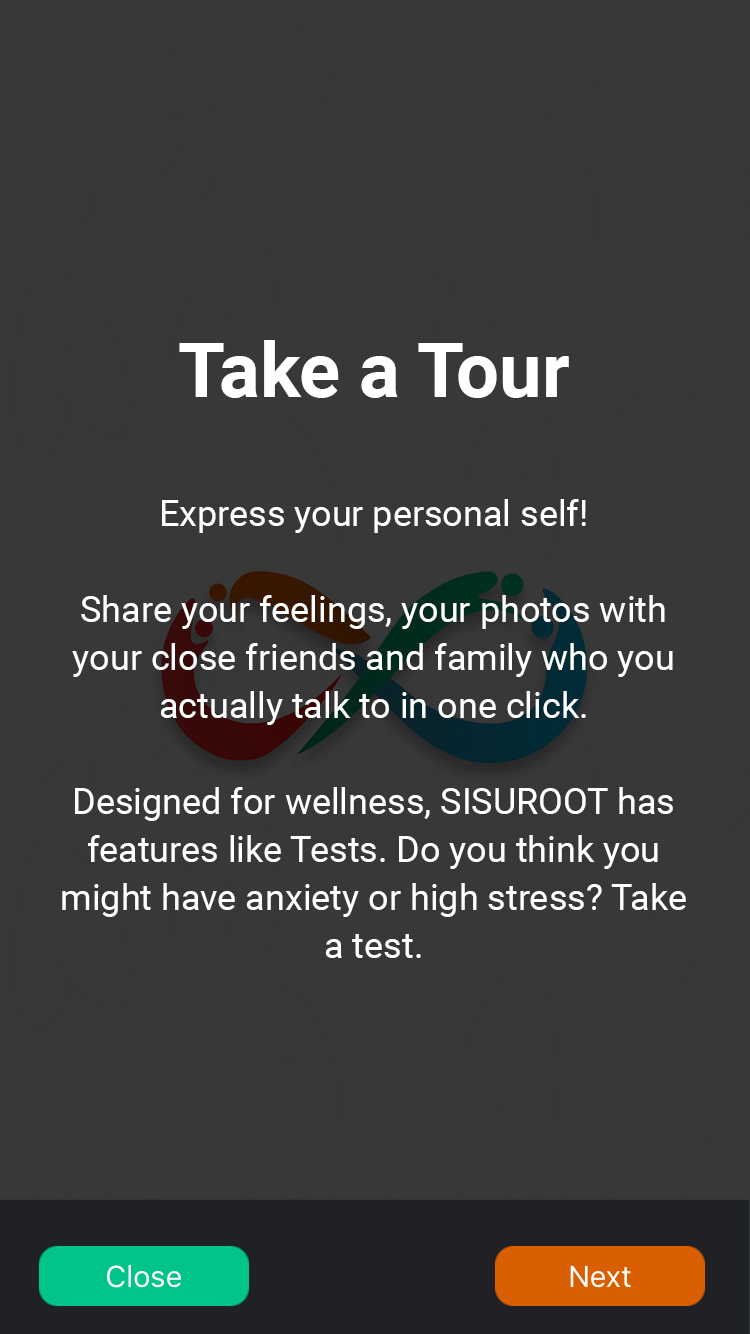 Take a Tour
Express your personal self!
Share your feelings, your photos with
your close friends and family who you
actually talk to in one click.
Designed for wellness, SISUROOT has
features like Tests. Do you think you
might have anxiety or high stress? Take
a test.
Close
Next